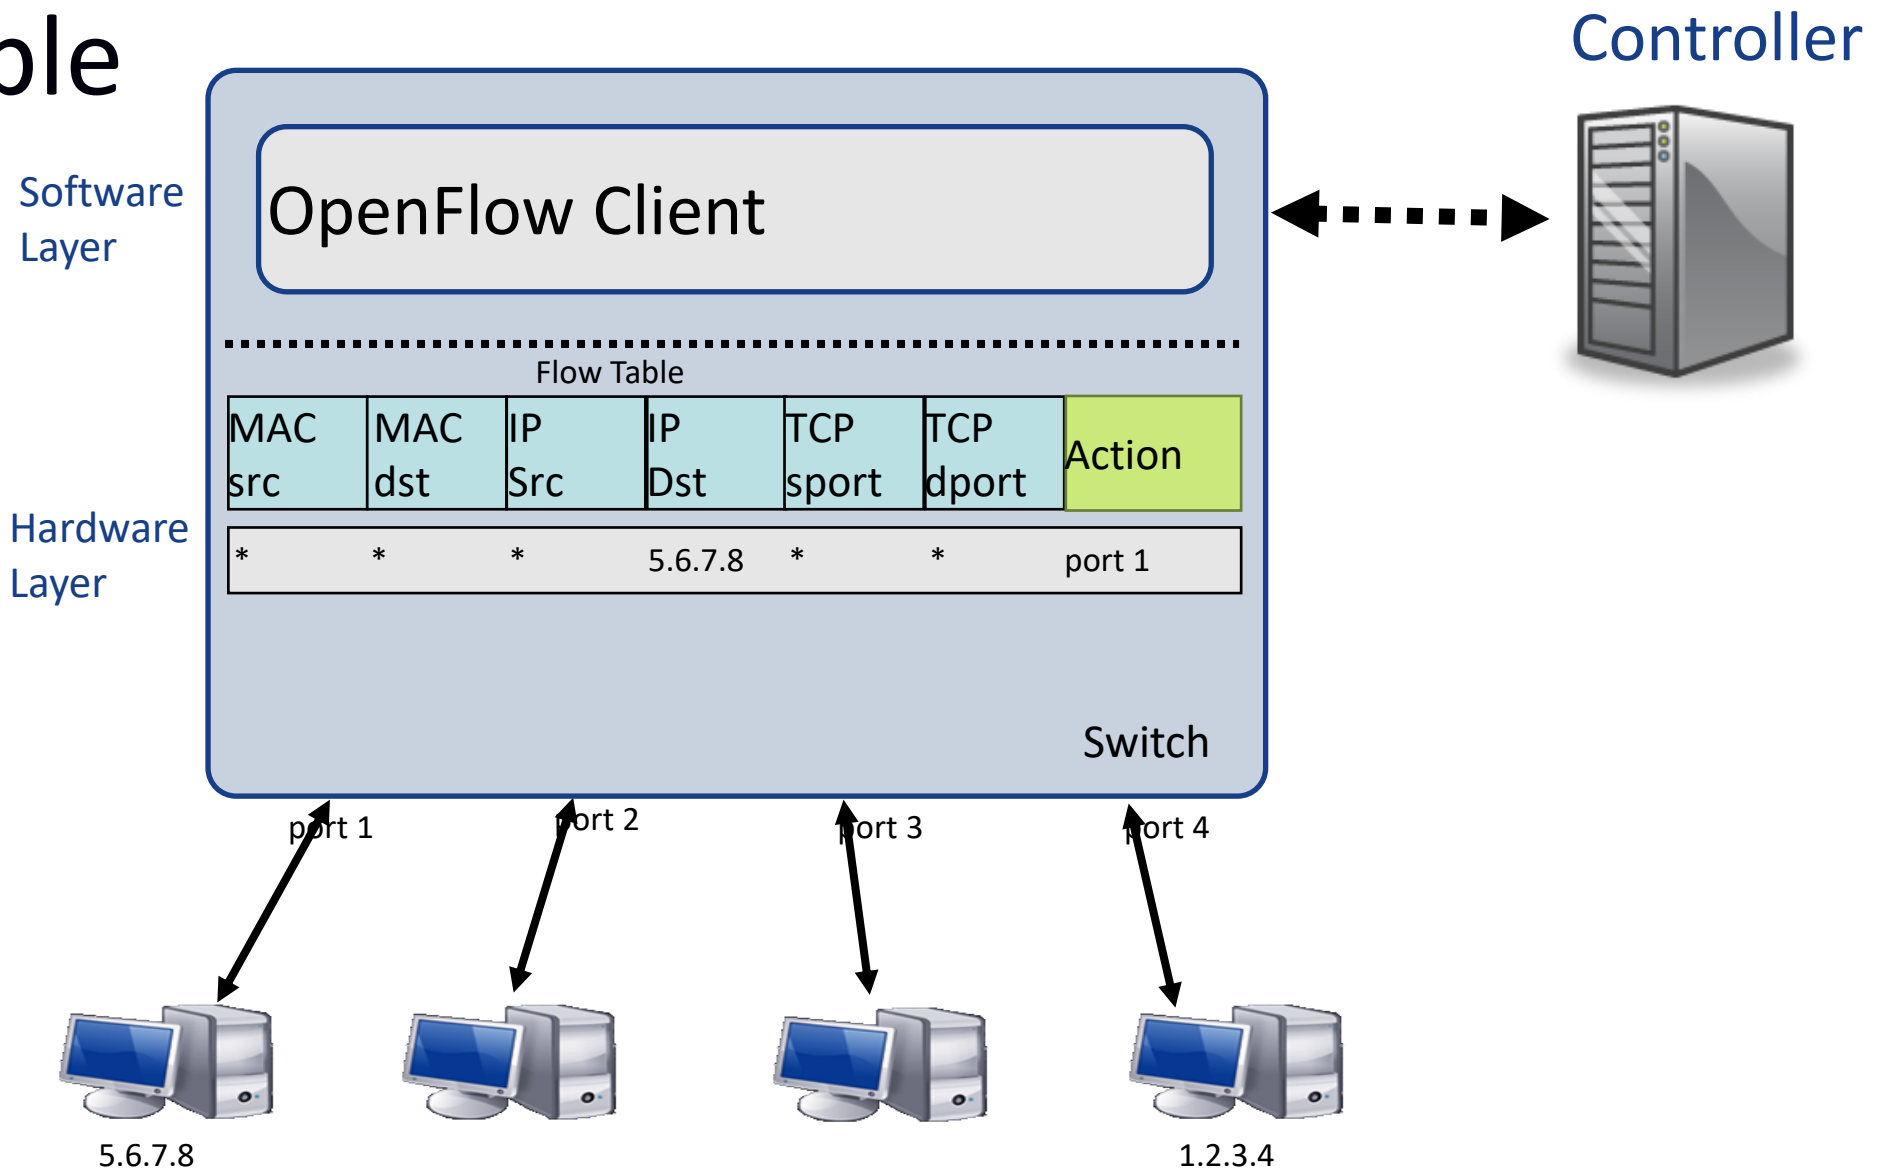 ble
Controller
Software
Layer
OpenFlow Client
Flow Table
MAC src MAC dst IP Src IP Dst TCP sport TCP dport Action
Hardware
Layer
* * * 5.6.7.8 * * port 1
Switch
port 1 port 2 port 3 port 4
5.6.7.8 1.2.3.4